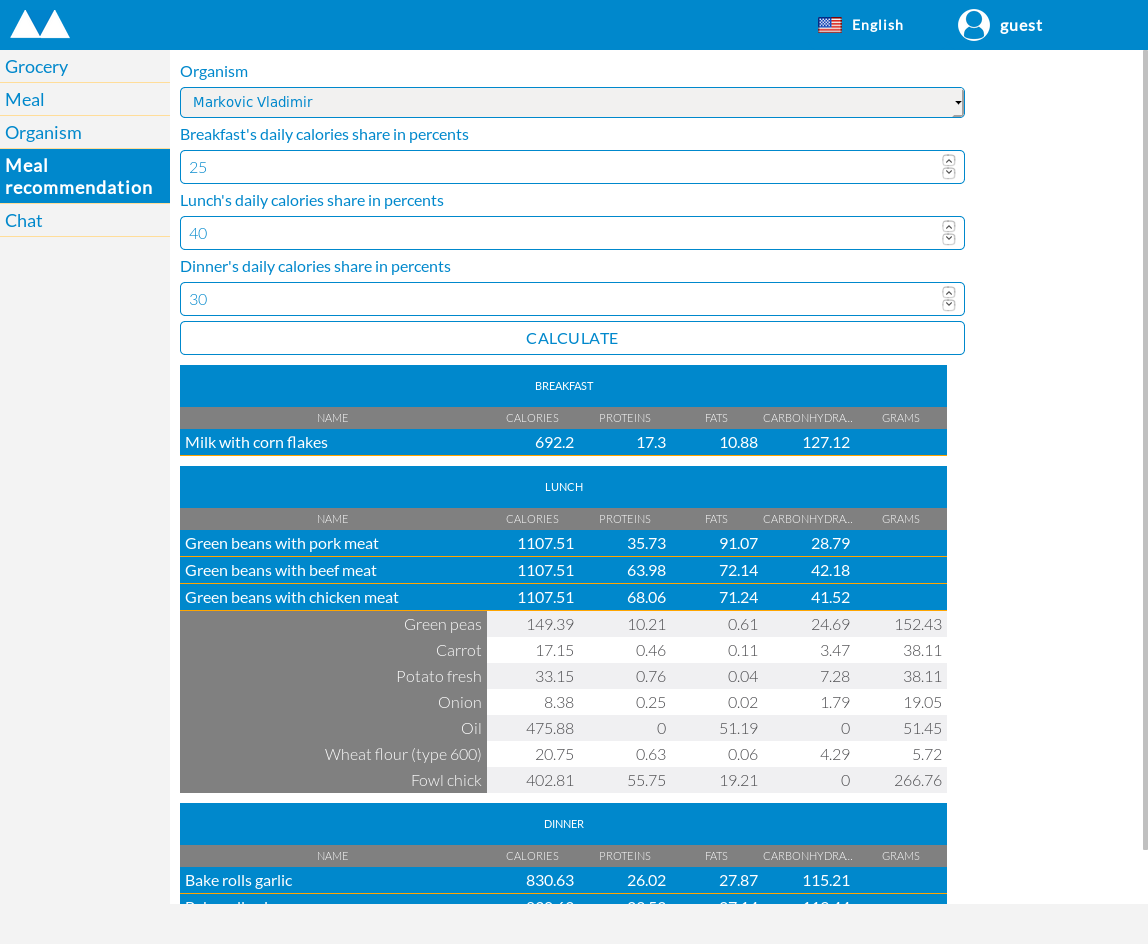 English
guest
Grocery
Meal
Organism
Meal
recommendation
Chat
Organism
Markovic Vladimir
Breakfast's daily calories share in percents
25
Lunch's daily calories share in percents
40
Dinner's daily calories share in percents
30
CALCULATE
BREAKFAST
NAME CALORIES PROTEINS FATS CARBONHYDRA... GRAMS
Milk with corn flakes 692.2 17.3 10.88 127.12
LUNCH
NAME CALORIES PROTEINS FATS CARBONHYDRA... GRAMS
Green beans with pork meat 1107.51 35.73 91.07 28.79
Green beans with beef meat 1107.51 63.98 72.14 42.18
Green beans with chicken meat 1107.51 68.06 71.24 41.52
Green peas 149.39 10.21 0.61 24.69 152.43
Carrot 17.15 0.46 0.11 3.47 38.11
Potato fresh 33.15 0.76 0.04 7.28 38.11
Onion 8.38 0.25 0.02 1.79 19.05
Oil 475.88 0 51.19 0 51.45
Wheat flour (type 600) 20.75 0.63 0.06 4.29 5.72
Fowl chick 402.81 55.75 19.21 0 266.76
DINNER
NAME CALORIES PROTEINS FATS CARBONHYDRA... GRAMS
Bake rolls garlic 830.63 26.02 27.87 115.21